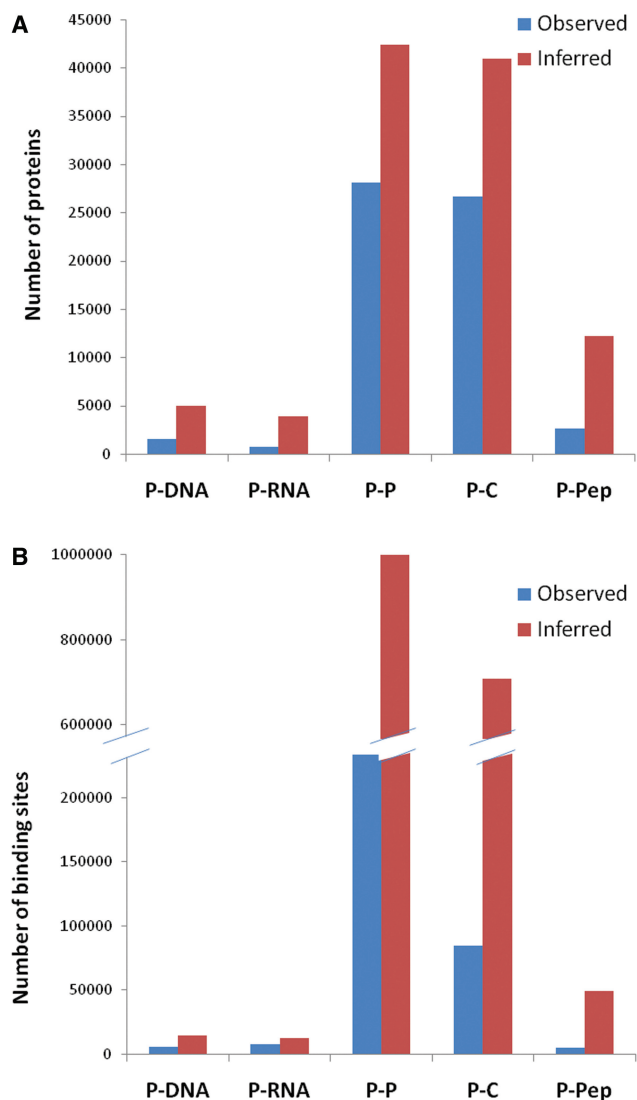 A
Observed
Inferred
Number of proteins
45000
40000
35000
30000
25000
20000
15000
10000
5000
0
P-DNA P-RNA P-P P-C P-Pep
B
Observed
Inferred
Number of binding sites
1000000
800000
600000
200000
150000
100000
50000
0
P-DNA P-RNA P-P P-C P-Pep